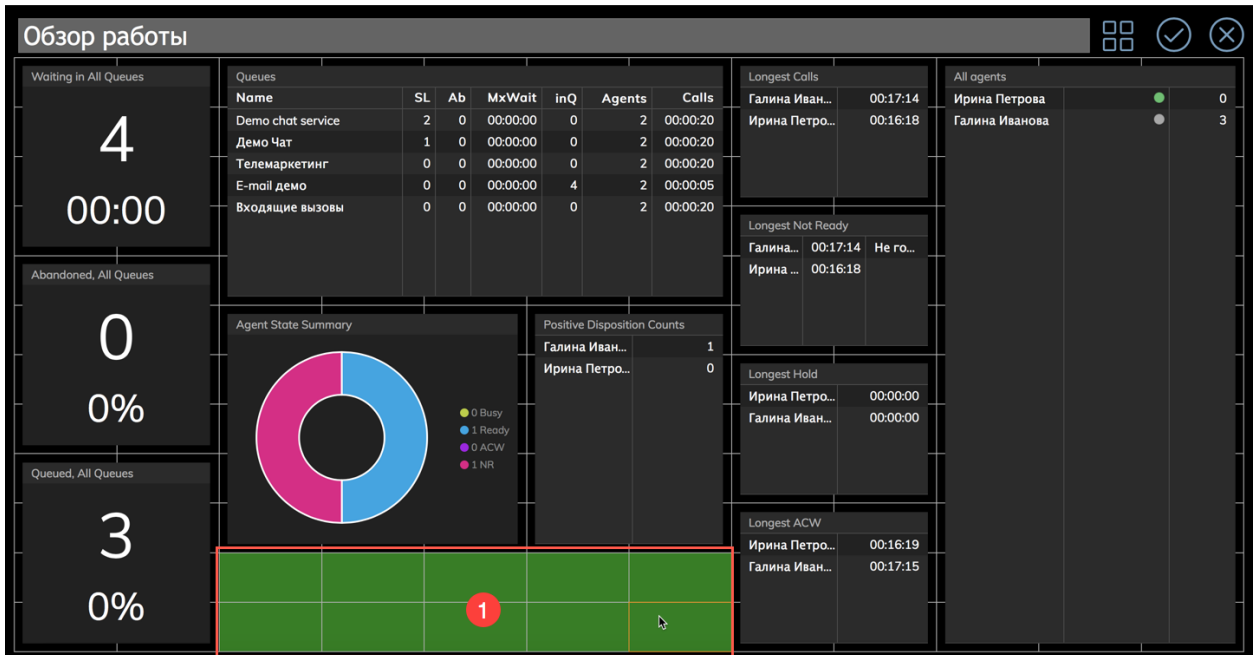 Обзор работы
Waiting in All Queues
4
00:00
Abandoned, All Queues
0
0%
Queued, All Queues
3
0%
Queues
Name SL Ab MxWait inQ Agents Calls
Demo chat service 2 0 00:00:00 0 2 00:00:20
Демо Чат 1 0 00:00:00 0 2 00:00:20
Телемаркетинг 0 0 00:00:00 0 2 00:00:20
E-mail демо 0 0 00:00:00 4 2 00:00:05
Входящие вызовы 0 0 00:00:00 0 2 00:00:20
Agent State Summary
0 Busy
1 Ready
0 ACW
1 NR
Positive Disposition Counts
Галина Иван... 1
Ирина Петро... 0
1
Longest Calls
Галина Иван... 00:17:14
Ирина Петро... 00:16:18
Longest Not Ready
Галина... 00:17:14 Не го...
Ирина ... 00:16:18
Longest Hold
Ирина Петро... 00:00:00
Галина Иван... 00:00:00
Longest ACW
Ирина Петро... 00:16:19
Галина Иван... 00:17:15
All agents
Ирина Петрова 0
Галина Иванова 3